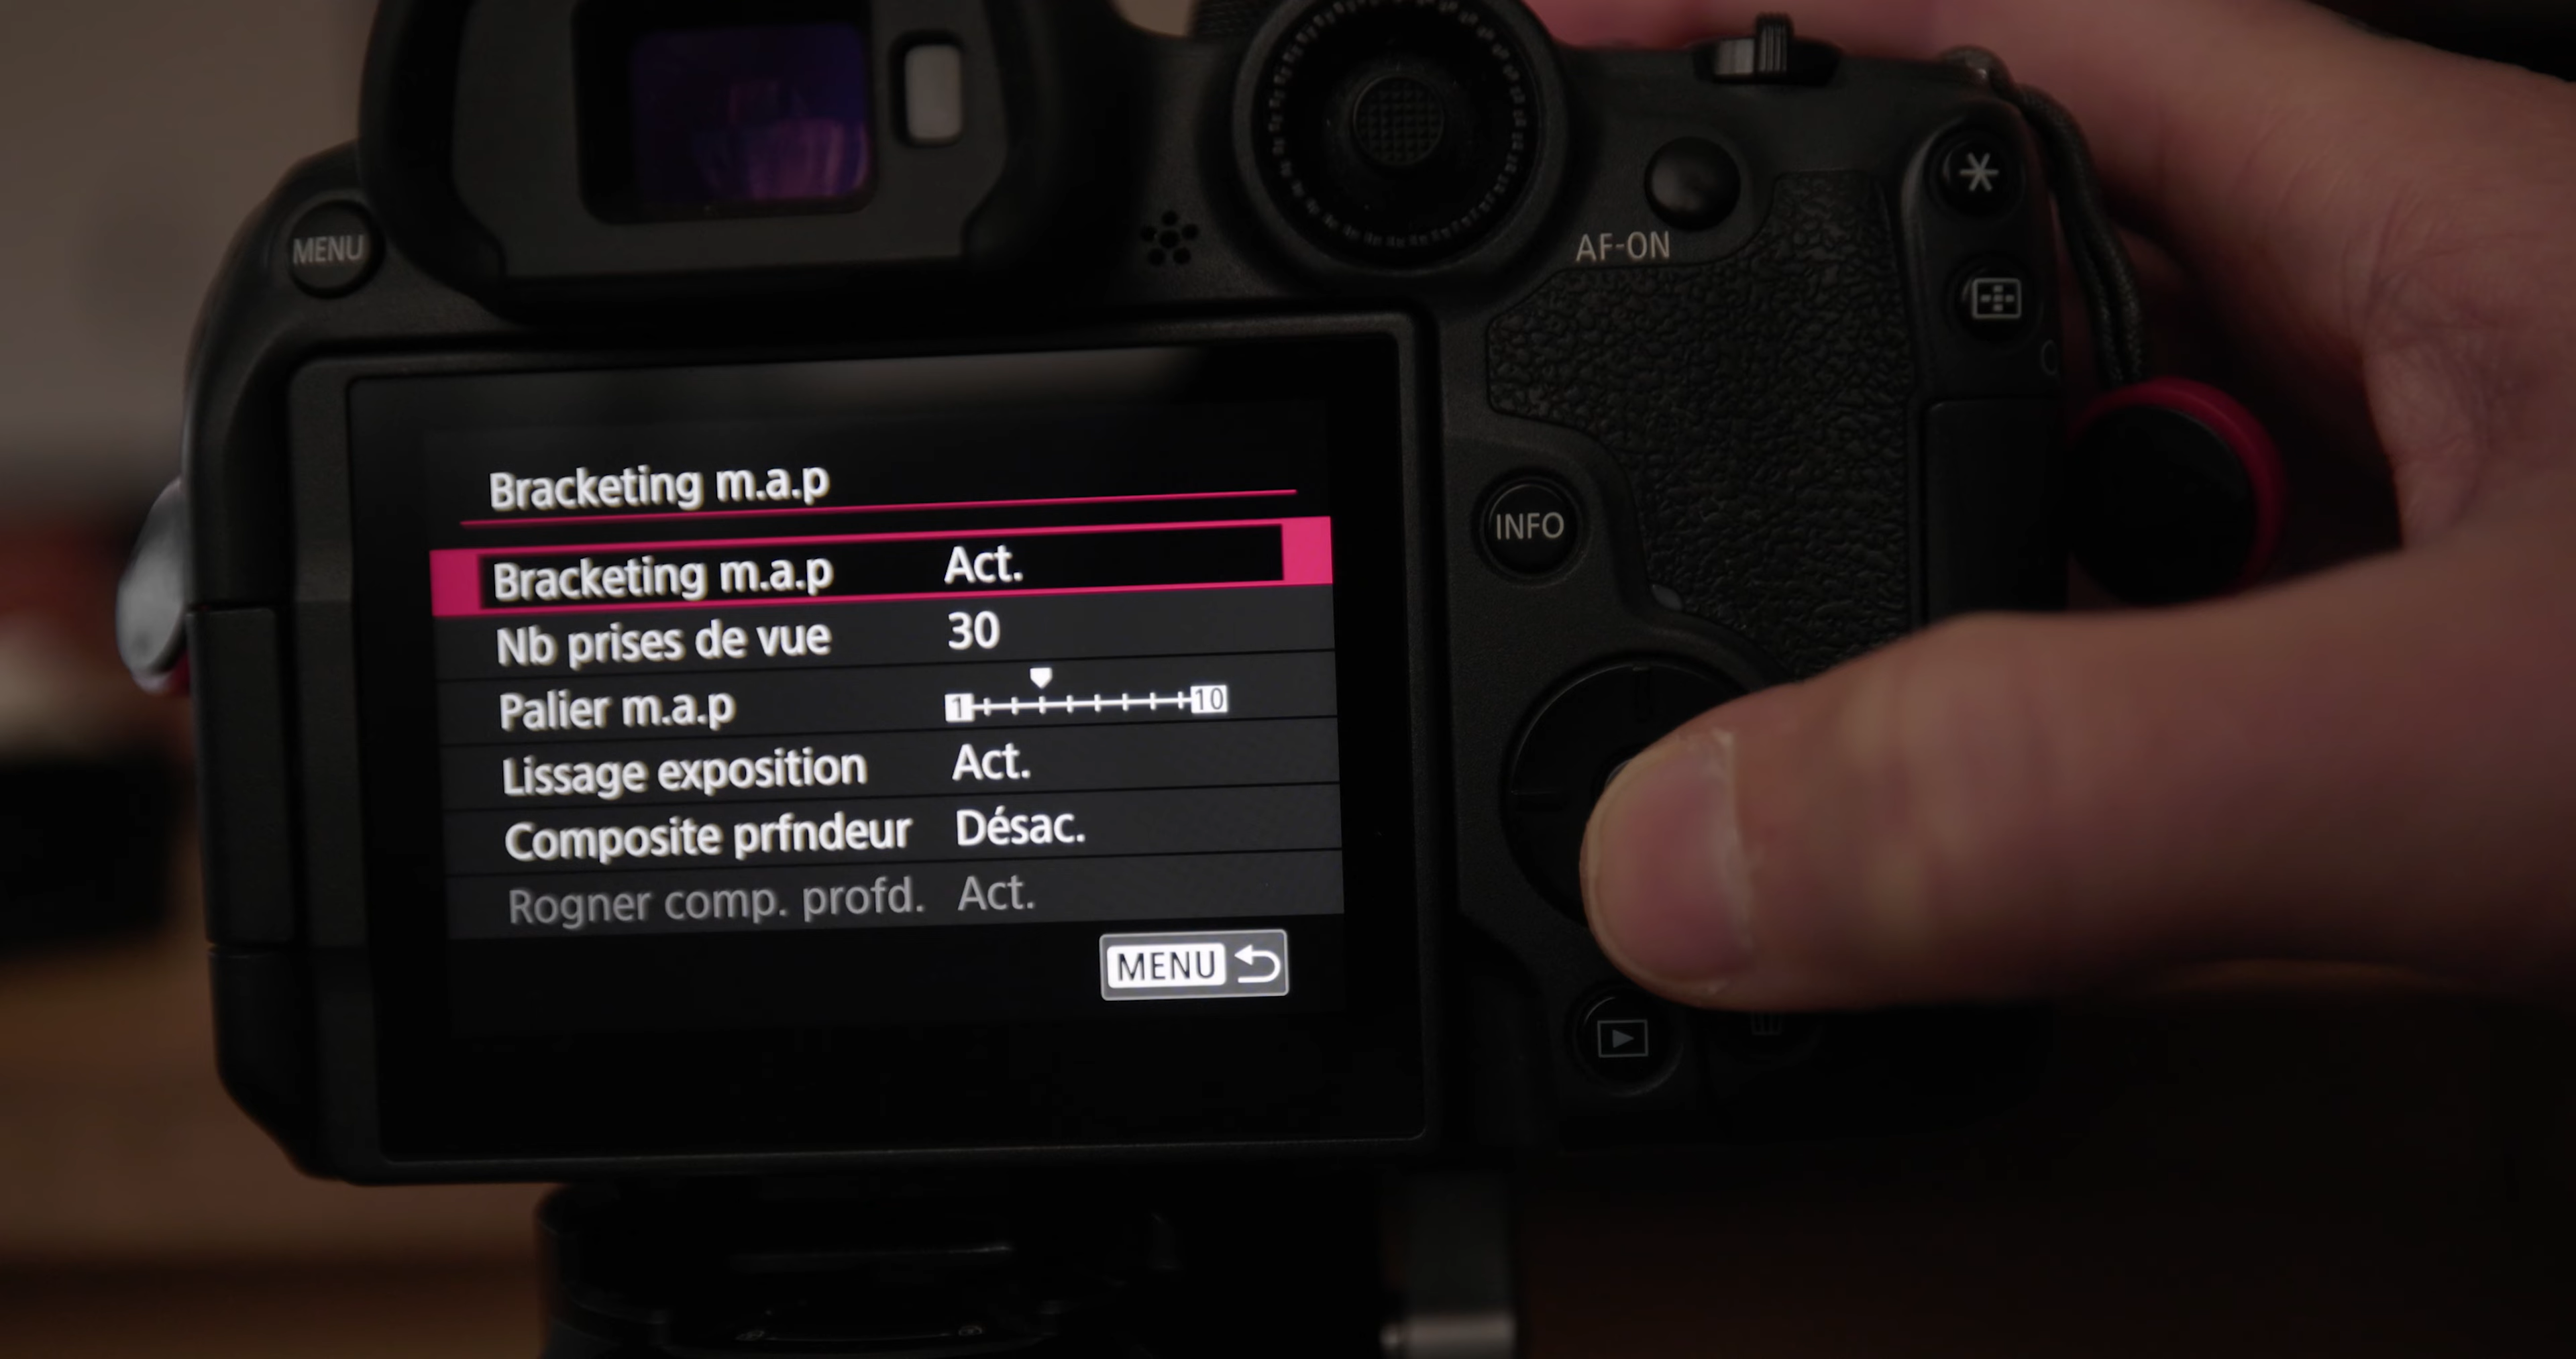 MENU
AF-ON
INFO
Bracketing m.a.p
Bracketing m.a.p Act.
Nb prises de vue 30
Palier m.a.p 1 10
Lissage exposition Act.
Composite prfndeur Désac.
Rogner comp. profd. Act.
MENU